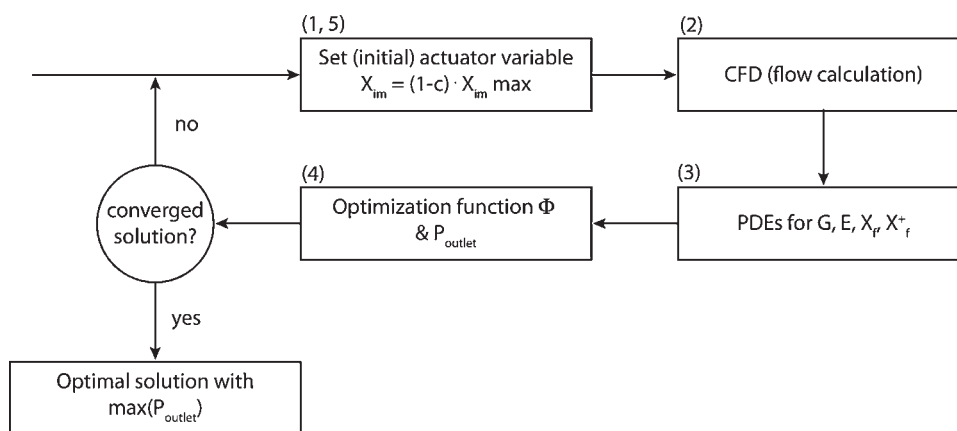 (1, 5)
Set (initial) actuator variable
X_im = (1-c) · X_im max
(2)
CFD (flow calculation)
no
(3)
PDEs for G, E, X_f, X⁺_f
(4)
Optimization function Φ
& P_outlet
converged
solution?
yes
Optimal solution with
max(P_outlet)